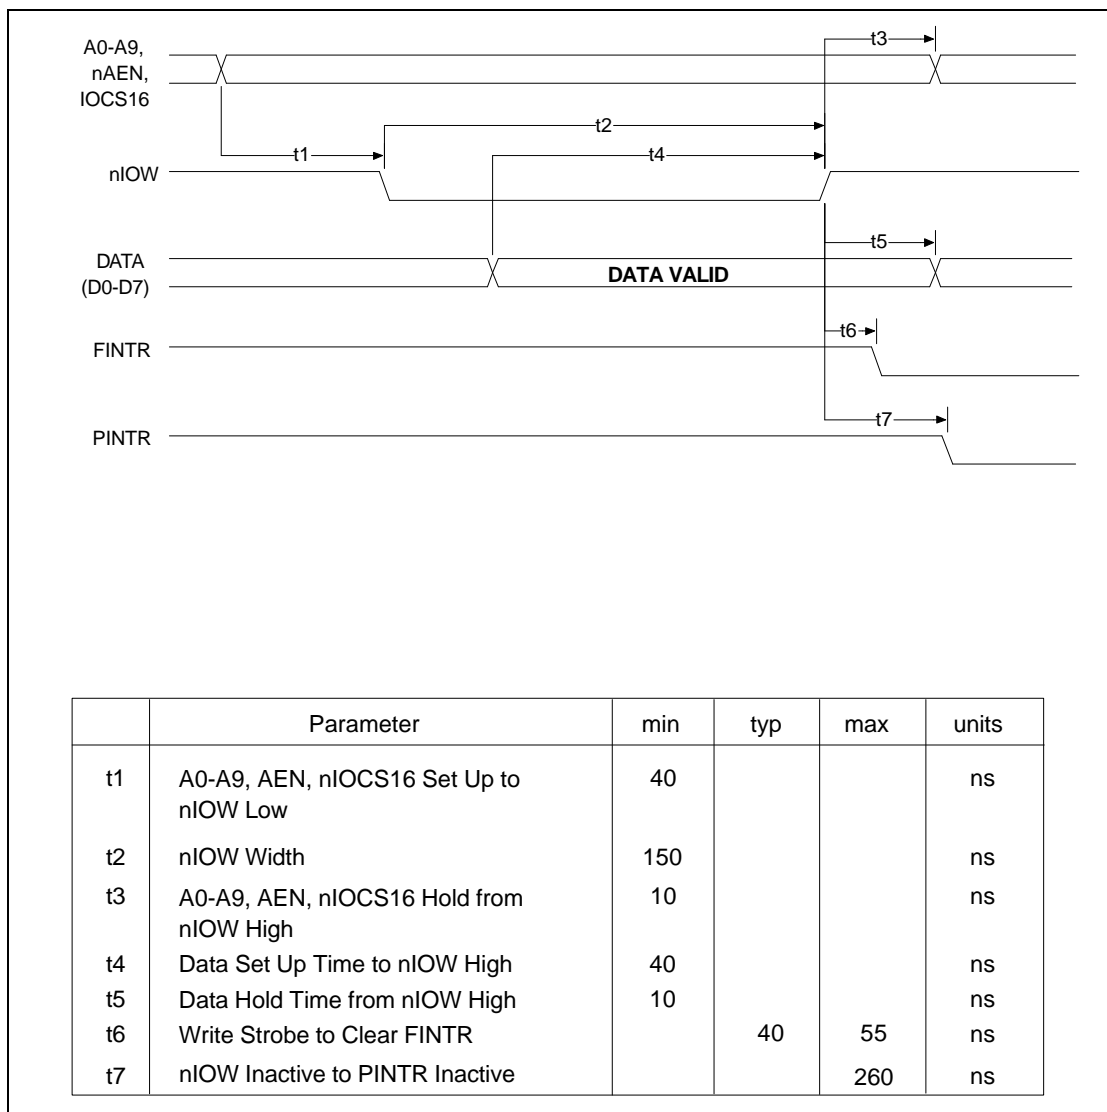 A0-A9,
nAEN,
IOCS16
t3
t2
t1
t4
nIOW
t5
DATA
(D0-D7)
DATA VALID
t6
FINTR
t7
PINTR
Parameter min typ max units
t1 A0-A9, AEN, nIOCS16 Set Up to 40 ns
nIOW Low
t2 nIOW Width 150 ns
t3 A0-A9, AEN, nIOCS16 Hold from 10 ns
nIOW High
t4 Data Set Up Time to nIOW High 40 ns
t5 Data Hold Time from nIOW High 10 ns
t6 Write Strobe to Clear FINTR 40 55 ns
t7 nIOW Inactive to PINTR Inactive 260 ns